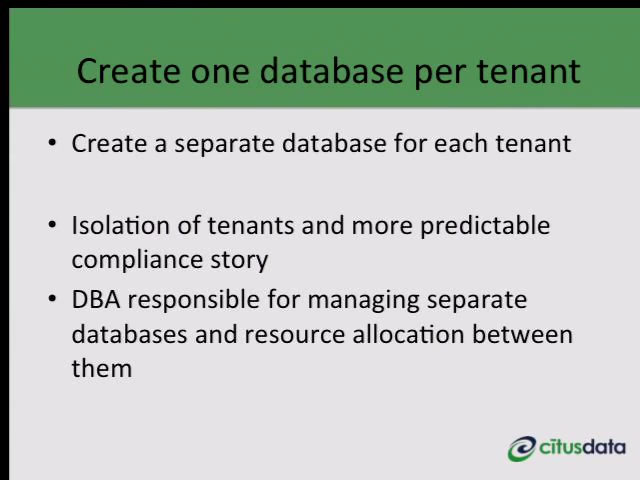 Create one database per tenant
• Create a separate database for each tenant
• Isolation of tenants and more predictable
compliance story
• DBA responsible for managing separate
databases and resource allocation between
them
citusdata